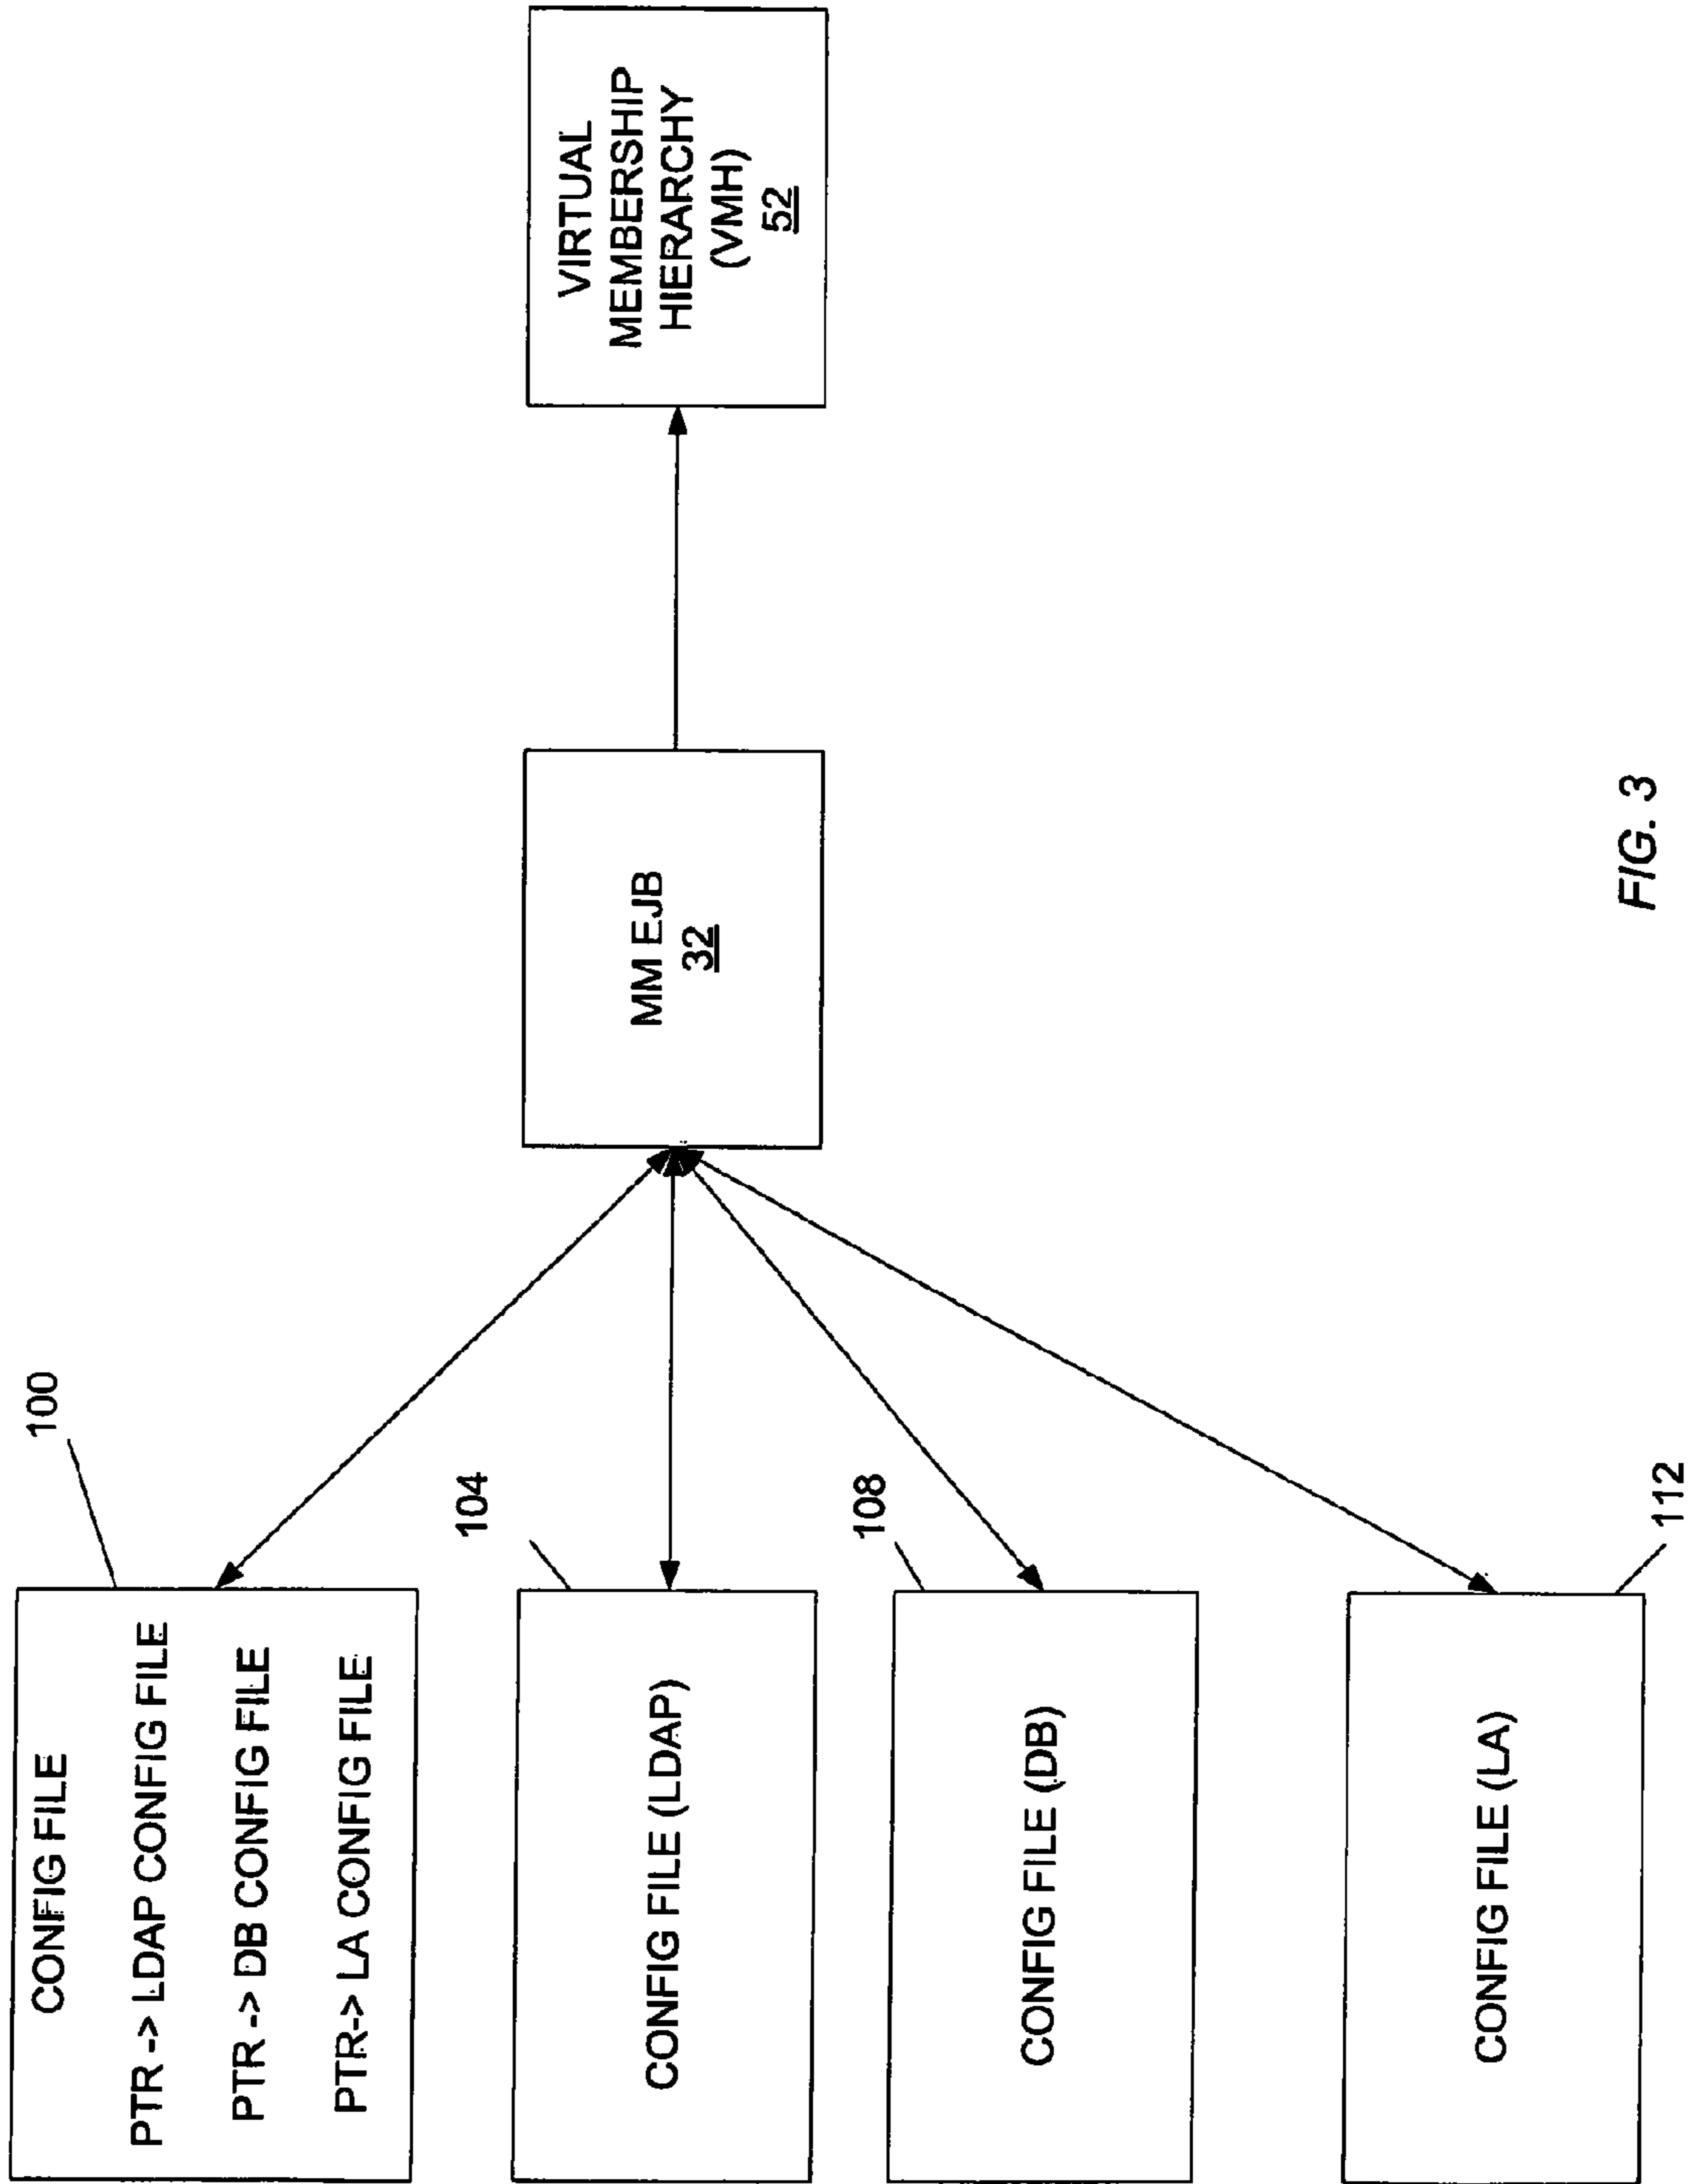 100
CONFIG FILE
PTR -> LDAP CONFIG FILE
PTR -> DB CONFIG FILE
PTR-> LA CONFIG FILE
104
CONFIG FILE (LDAP)
108
CONFIG FILE (DB)
CONFIG FILE (LA)
112
MM EJB
32
VIRTUAL
MEMBERSHIP
HIERARCHY
(VMH)
52
FIG. 3